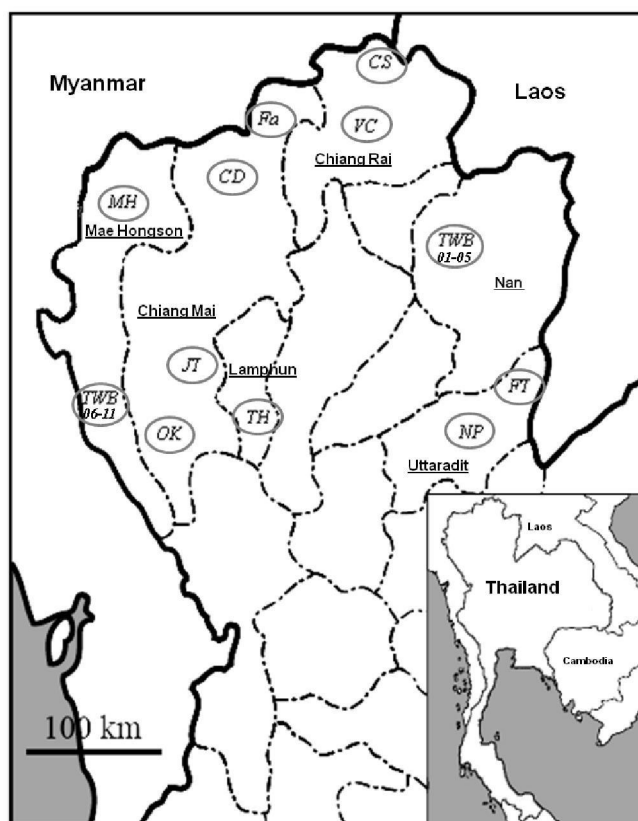 CS
Myanmar
Laos
Fa
VC
Chiang Rai
CD
MH
Mae Hongson
TWB
01-05
Nan
Chiang Mai
JT
Lamphun
FT
TWB
06-11
TH
OK
NP
Uttaradit
Laos
Thailand
Cambodia
100 km